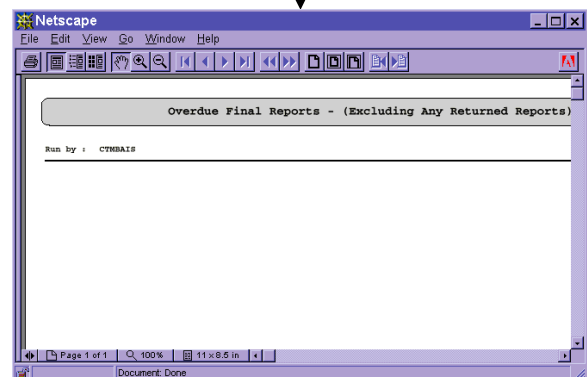 Netscape
File Edit View Go Window Help
Overdue Final Reports - (Excluding Any Returned Reports)
Run by : CTMBAIS
Page 1 of 1 100% 11 x 8.5 in
Document: Done